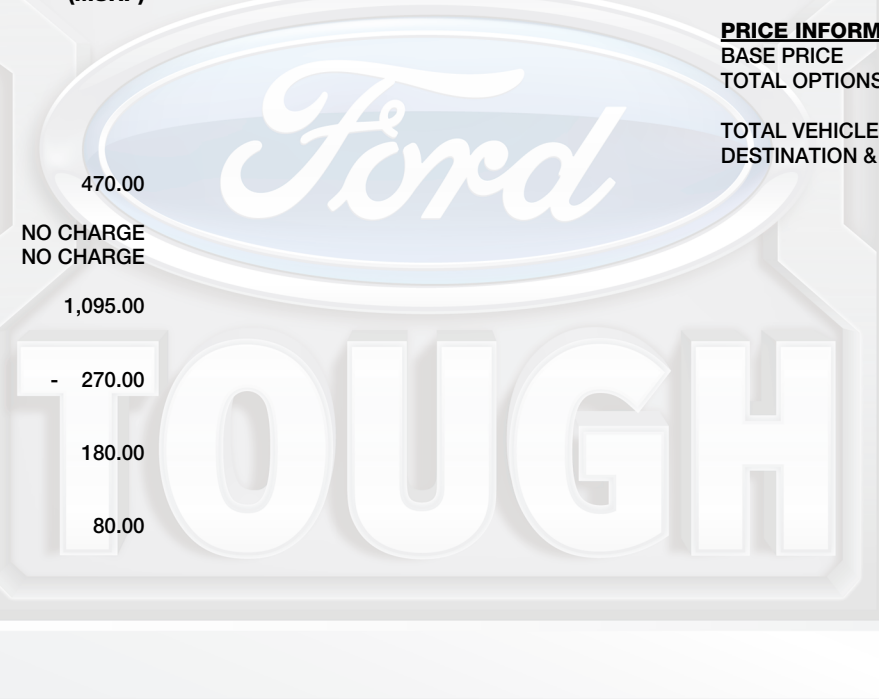 (MSRP)
470.00
NO CHARGE
NO CHARGE
1,095.00
- 270.00
180.00
80.00
PRICE INFORM
BASE PRICE
TOTAL OPTIONS
TOTAL VEHICLE
DESTINATION &
Ford
TOUGH